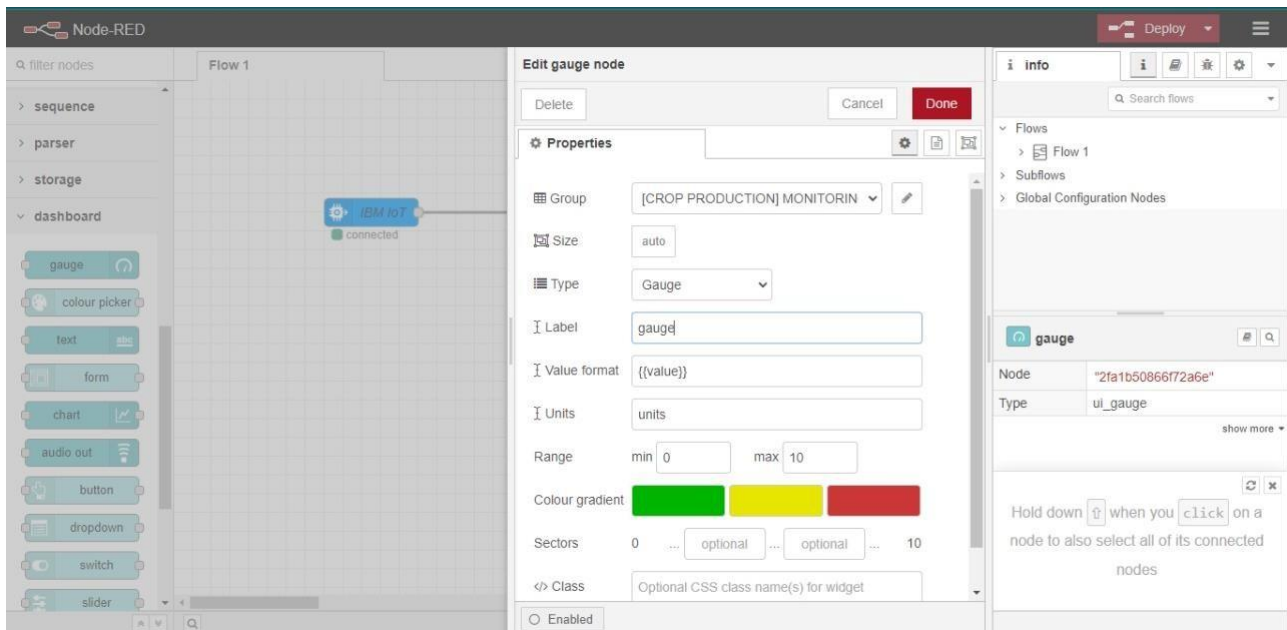 Node-RED
Deploy
filter nodes
sequence
parser
storage
dashboard
gauge
colour picker
text
abc
form
chart
audio out
button
dropdown
switch
slider
Flow 1
IBM IoT
connected
Edit gauge node
Delete
Cancel
Done
Properties
Group
[CROP PRODUCTION] MONITORIN
Size
auto
Type
Gauge
Label
gauge
Value format
{{value}}
Units
units
Range
min 0
max 10
Colour gradient
Sectors
0 ... optional ... optional ... 10
</> Class
Optional CSS class name(s) for widget
Enabled
i info
i
Search flows
Flows
Flow 1
Subflows
Global Configuration Nodes
gauge
Node
"2fa1b50866f72a6e"
Type
ui_gauge
show more
Hold down ⇧ when you click on a
node to also select all of its connected
nodes